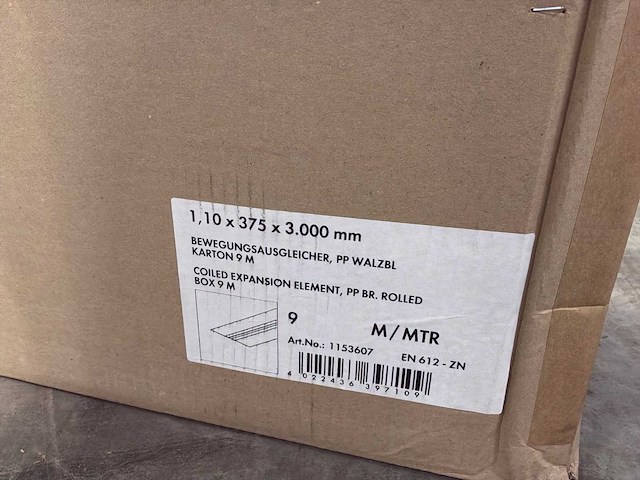 1,10 x 375 x 3.000 mm
BEWEGUNGSAUSGLEICHER, PP WALZBL
KARTON 9 M
COILED EXPANSION ELEMENT, PP BR. ROLLED
BOX 9 M
9 M/MTR
Art.No.: 1153607 EN 612 - ZN
4 022436 397109